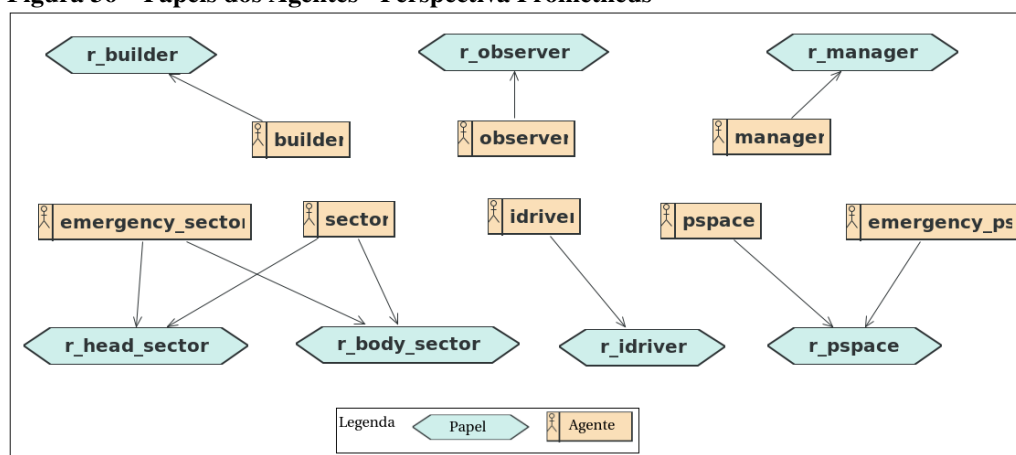 Figura 36 – Papéis dos Agentes - Perspectiva Prometheus
r_builder
r_observer
r_manager
builder
observer
manager
emergency_sector
sector
idriver
pspace
emergency_ps
r_head_sector
r_body_sector
r_idriver
r_pspace
Legenda
Papel
Agente